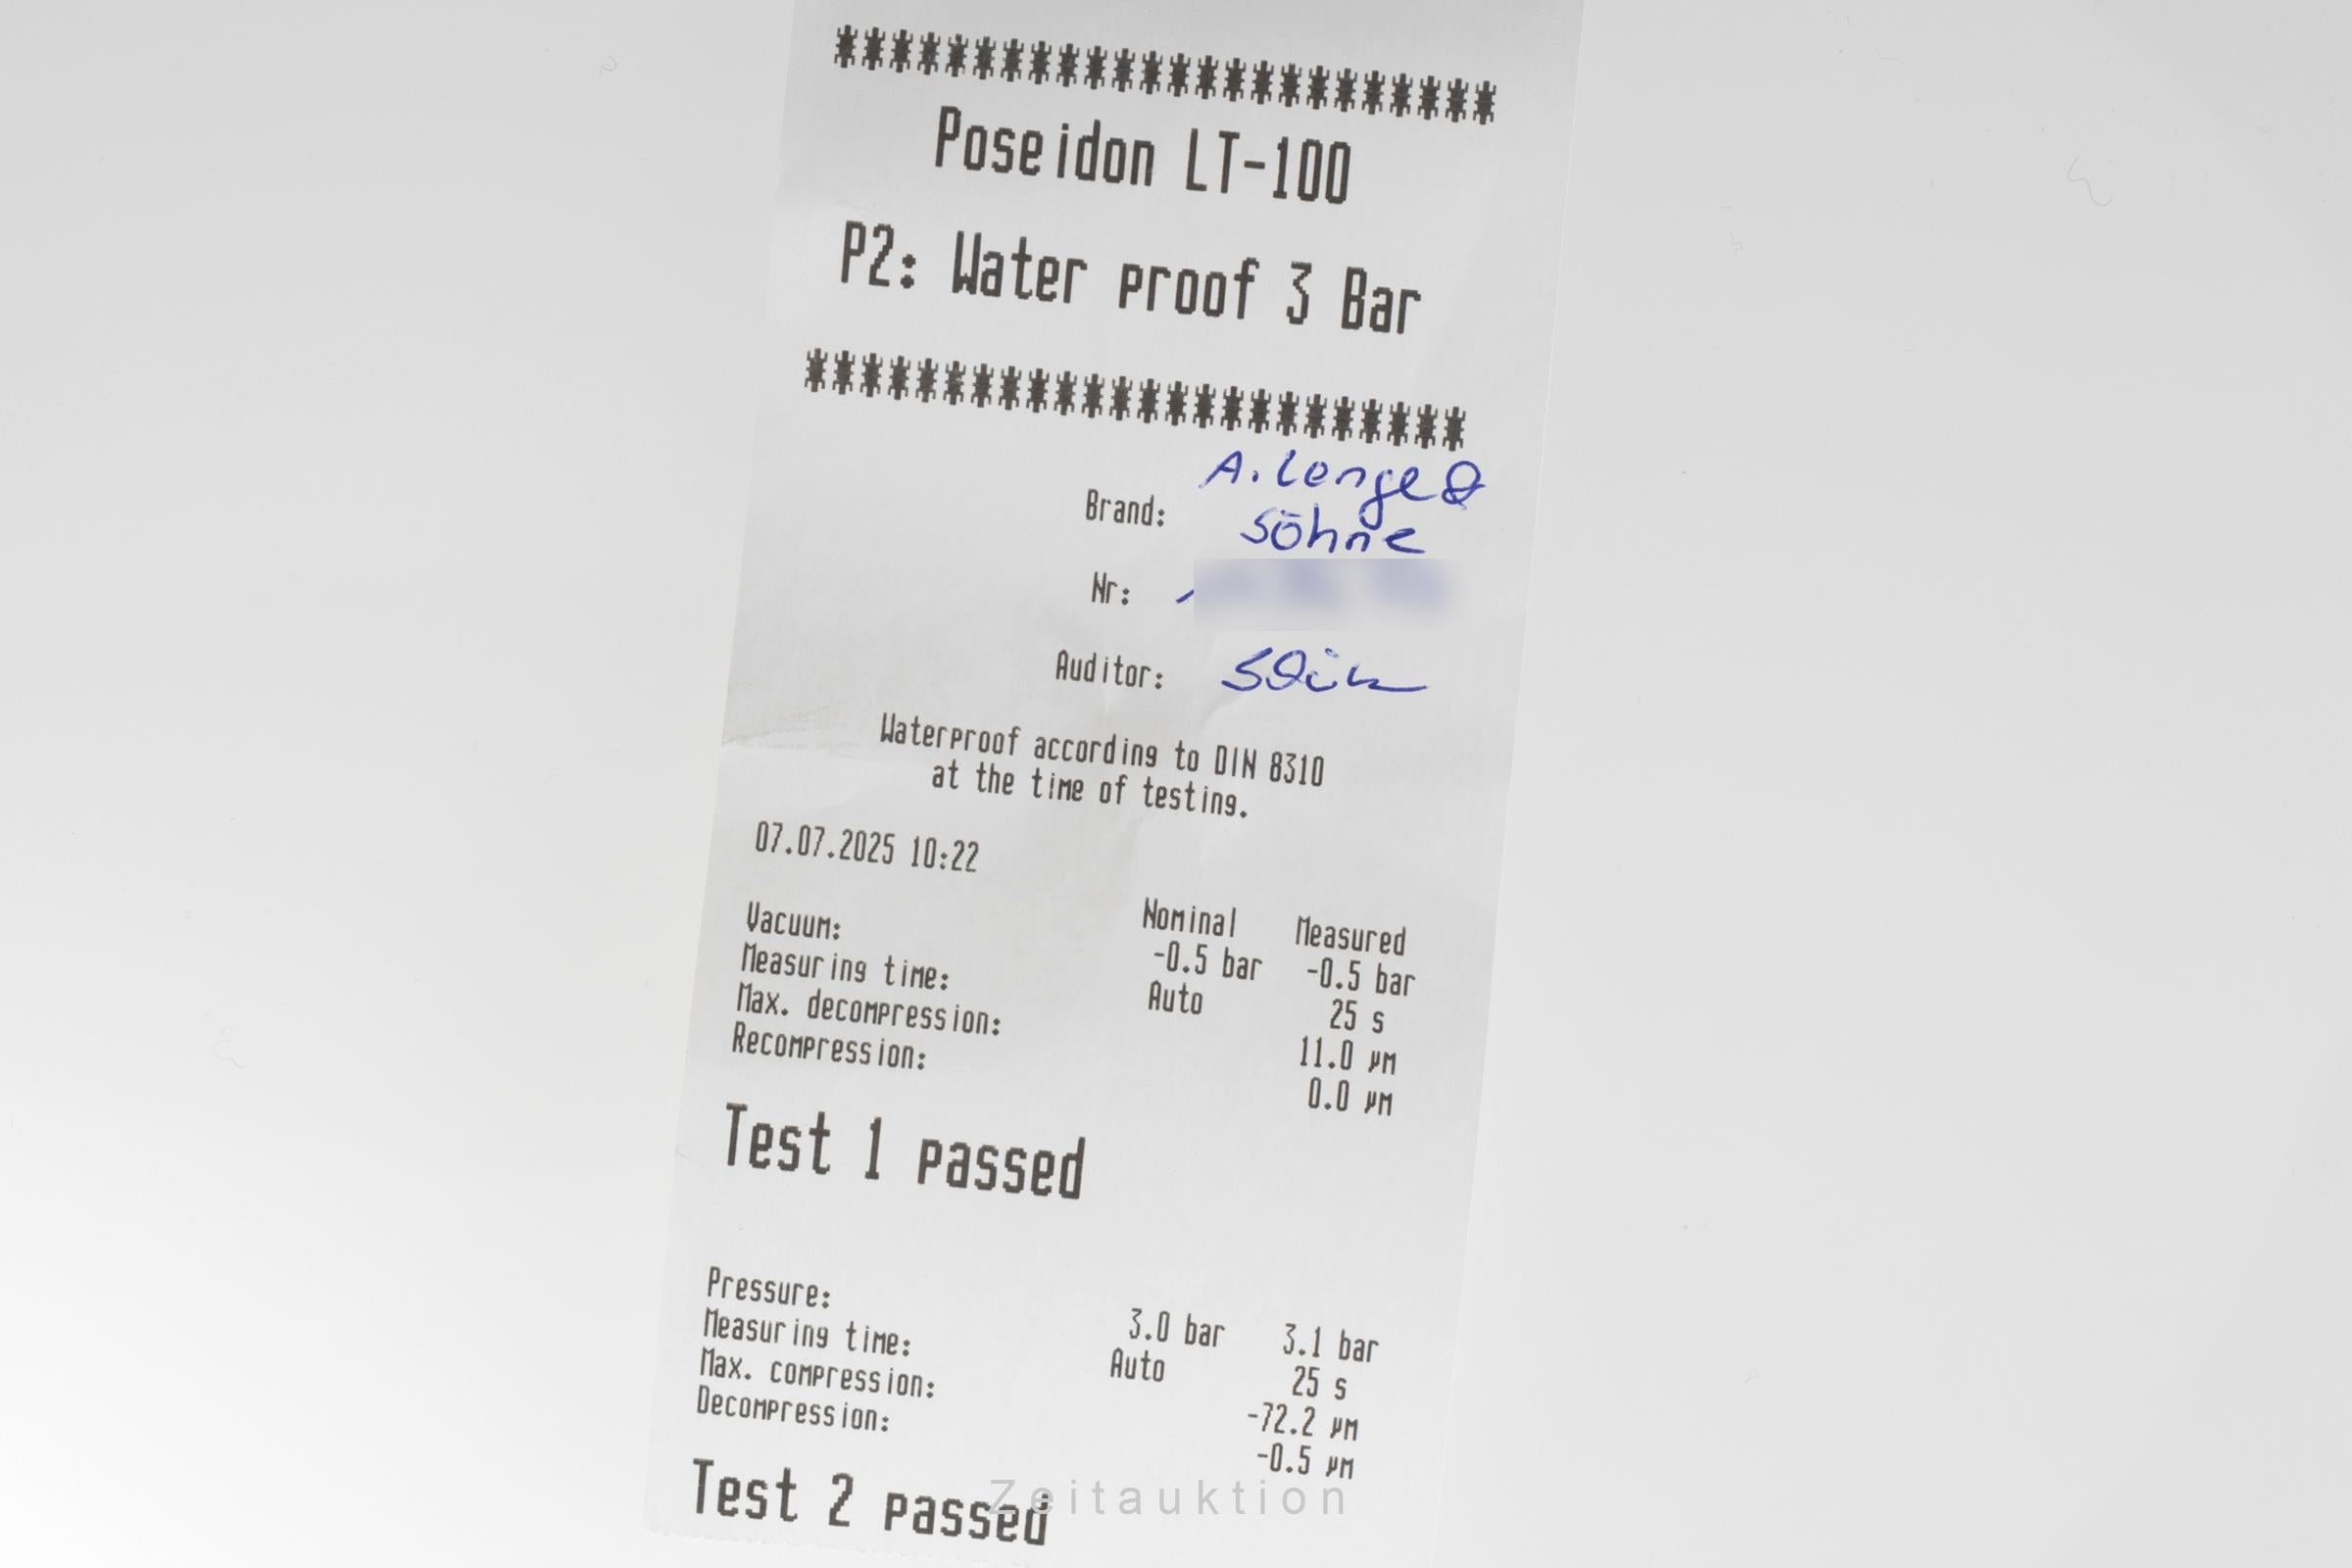 ************************
Poseidon LT-100
P2: Water proof 3 Bar
************************
Brand: A. Lange &
Söhne
Nr:
Auditor:
Waterproof according to DIN 8310
at the time of testing.
07.07.2025 10:22
Nominal Measured
Vacuum: -0.5 bar -0.5 bar
Measuring time: Auto 25 s
Max. decompression: 11.0 µm
Recompression: 0.0 µm
Test 1 passed
Pressure: 3.0 bar 3.1 bar
Measuring time: Auto 25 s
Max. compression: -72.2 µm
Decompression: -0.5 µm
Test 2 passed
Zeitauktion